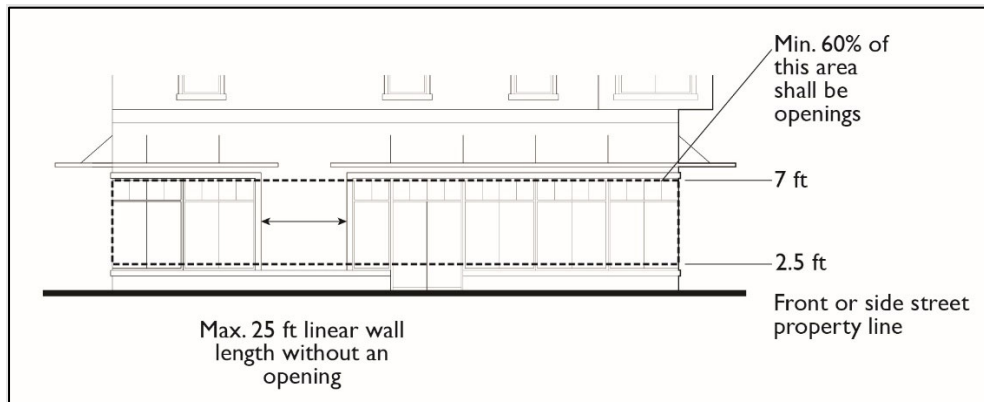 Min. 60% of
this area
shall be
openings
7 ft
2.5 ft
Front or side street
property line
Max. 25 ft linear wall
length without an
opening